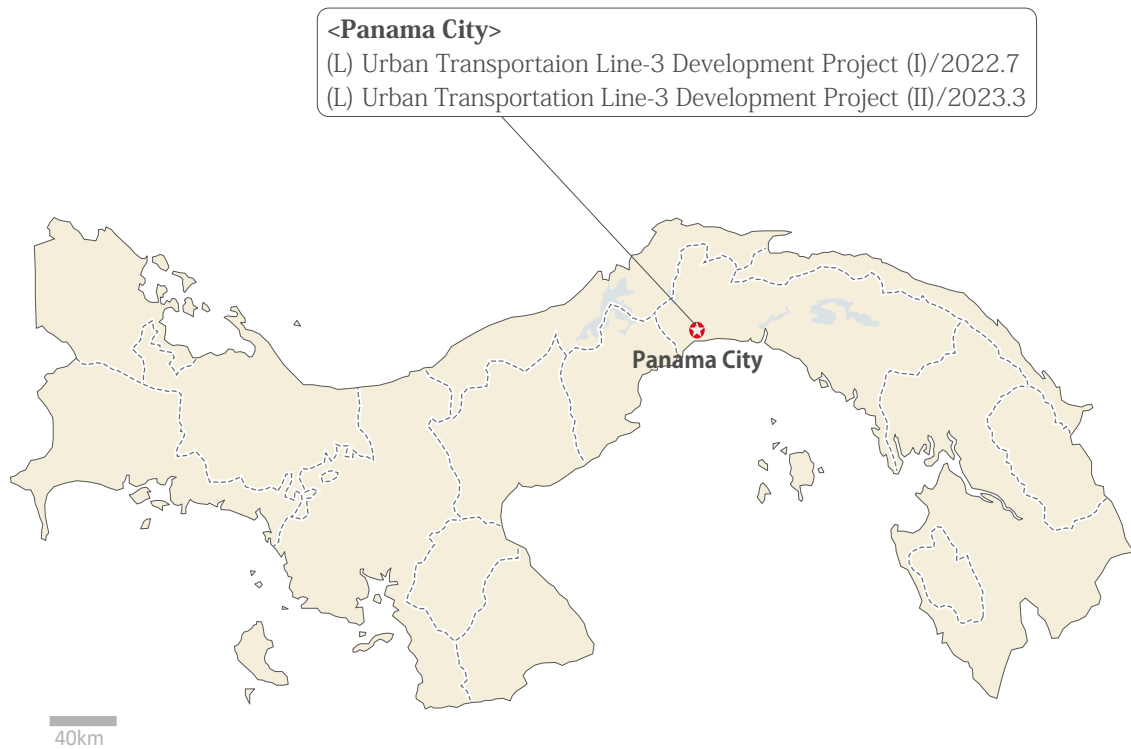 <Panama City>
(L) Urban Transportaion Line-3 Development Project (I)/2022.7
(L) Urban Transportation Line-3 Development Project (II)/2023.3
Panama City
40km